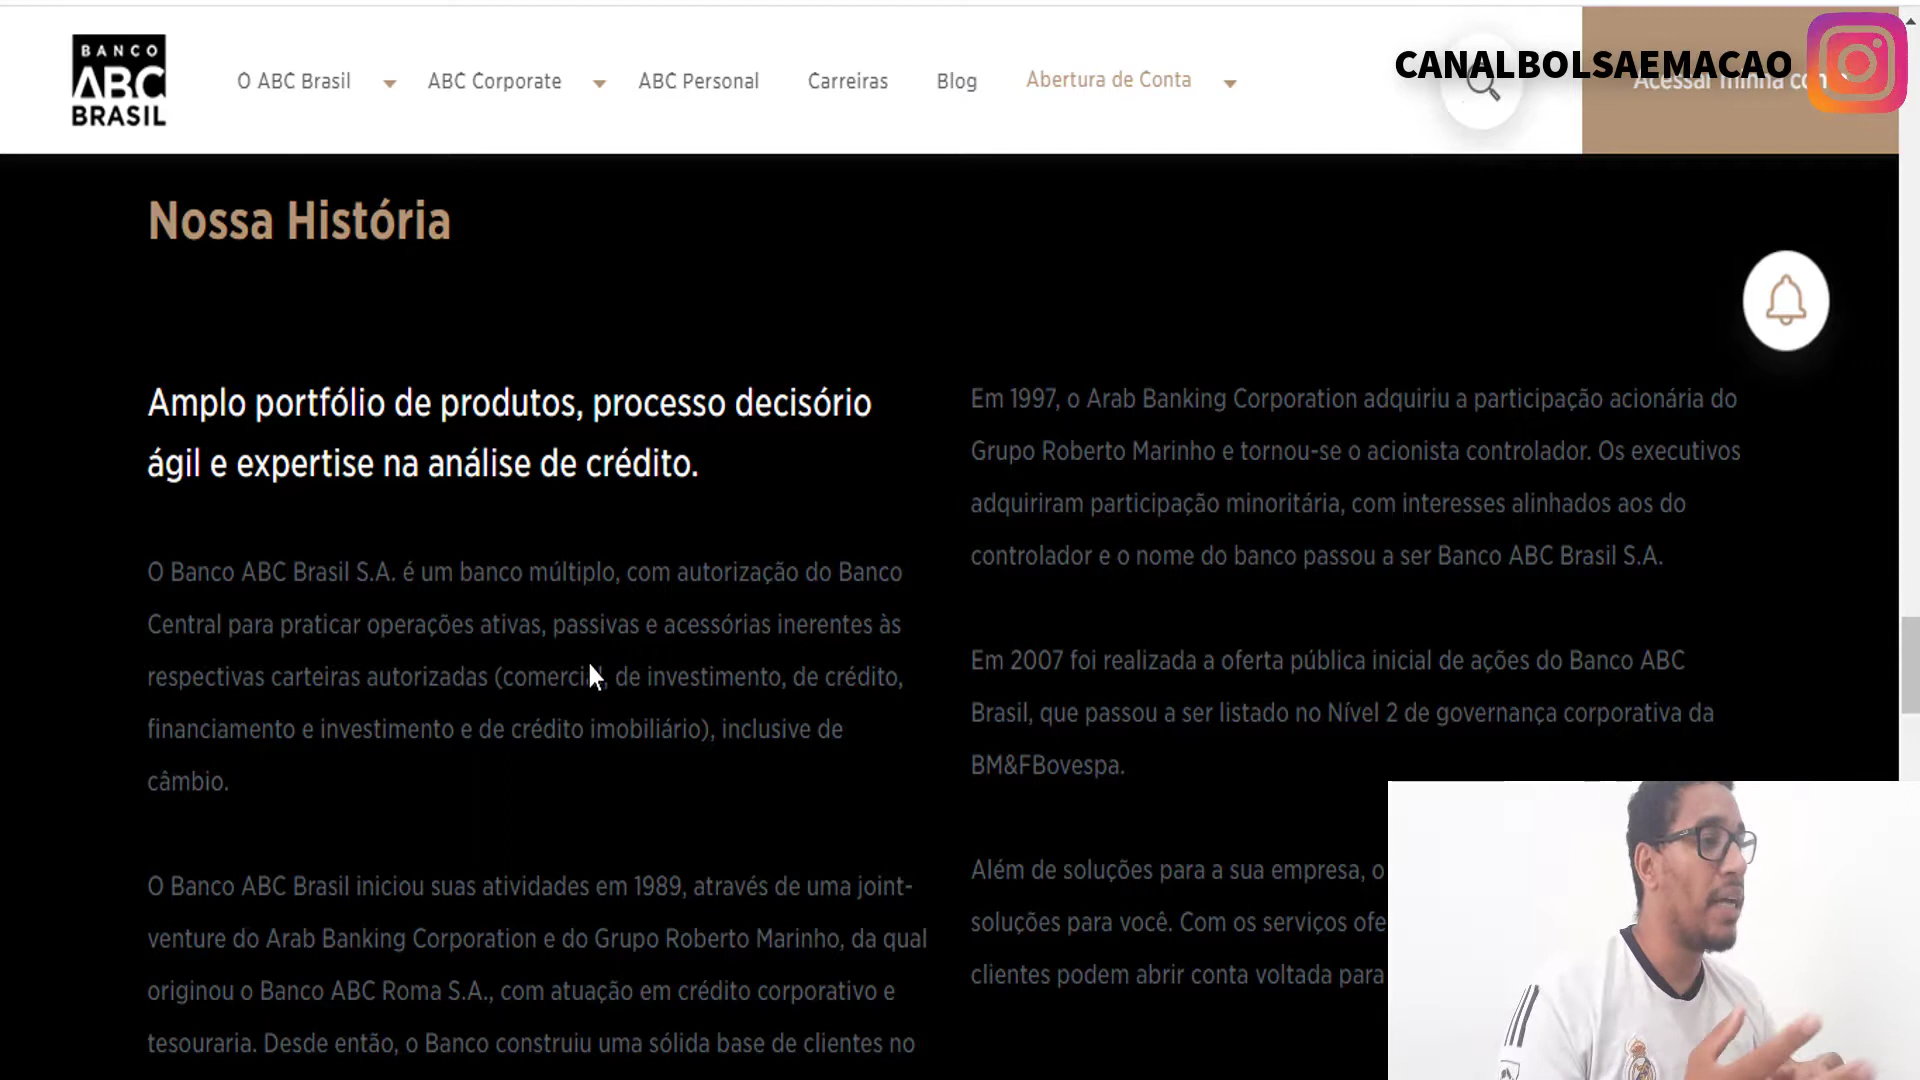 BANCO
ABC
BRASIL
O ABC Brasil
ABC Corporate
ABC Personal
Carreiras
Blog
Abertura de Conta
CANALBOLSAEMACAO
Acessar minha
Nossa História
Amplo portfólio de produtos, processo decisório
ágil e expertise na análise de crédito.
O Banco ABC Brasil S.A. é um banco múltiplo, com autorização do Banco
Central para praticar operações ativas, passivas e acessórias inerentes às
respectivas carteiras autorizadas (comercial, de investimento, de crédito,
financiamento e investimento e de crédito imobiliário), inclusive de
câmbio.
O Banco ABC Brasil iniciou suas atividades em 1989, através de uma joint-
venture do Arab Banking Corporation e do Grupo Roberto Marinho, da qual
originou o Banco ABC Roma S.A., com atuação em crédito corporativo e
tesouraria. Desde então, o Banco construiu uma sólida base de clientes no
Em 1997, o Arab Banking Corporation adquiriu a participação acionária do
Grupo Roberto Marinho e tornou-se o acionista controlador. Os executivos
adquiriram participação minoritária, com interesses alinhados aos do
controlador e o nome do banco passou a ser Banco ABC Brasil S.A.
Em 2007 foi realizada a oferta pública inicial de ações do Banco ABC
Brasil, que passou a ser listado no Nível 2 de governança corporativa da
BM&FBovespa.
Além de soluções para a sua empresa, o
soluções para você. Com os serviços ofe
clientes podem abrir conta voltada para